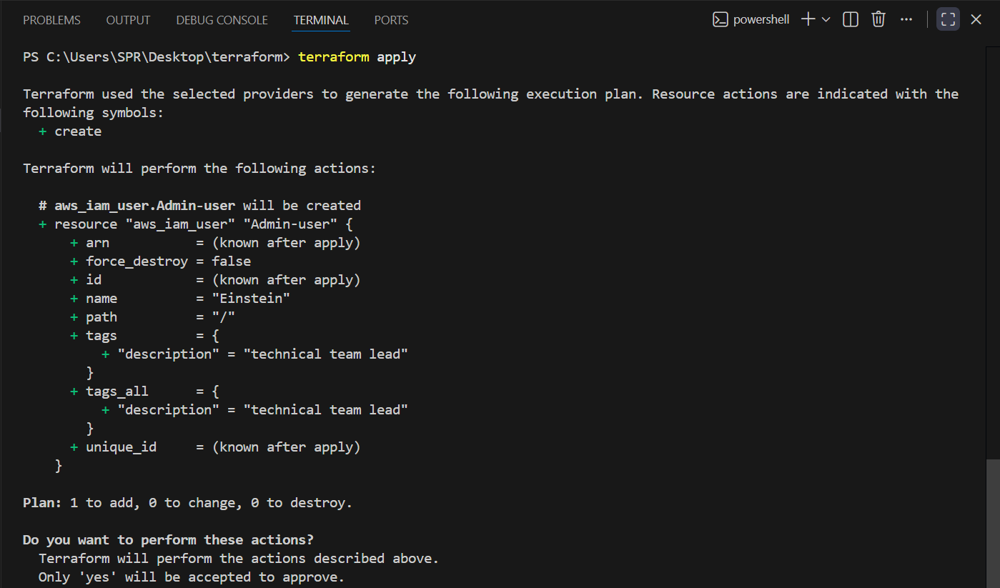 PROBLEMS OUTPUT DEBUG CONSOLE TERMINAL PORTS powershell
PS C:\Users\SPR\Desktop\terraform> terraform apply
Terraform used the selected providers to generate the following execution plan. Resource actions are indicated with the
following symbols:
  + create
Terraform will perform the following actions:
  # aws_iam_user.Admin-user will be created
  + resource "aws_iam_user" "Admin-user" {
      + arn           = (known after apply)
      + force_destroy = false
      + id            = (known after apply)
      + name          = "Einstein"
      + path          = "/"
      + tags          = {
          + "description" = "technical team lead"
        }
      + tags_all      = {
          + "description" = "technical team lead"
        }
      + unique_id     = (known after apply)
    }
Plan: 1 to add, 0 to change, 0 to destroy.
Do you want to perform these actions?
  Terraform will perform the actions described above.
  Only 'yes' will be accepted to approve.